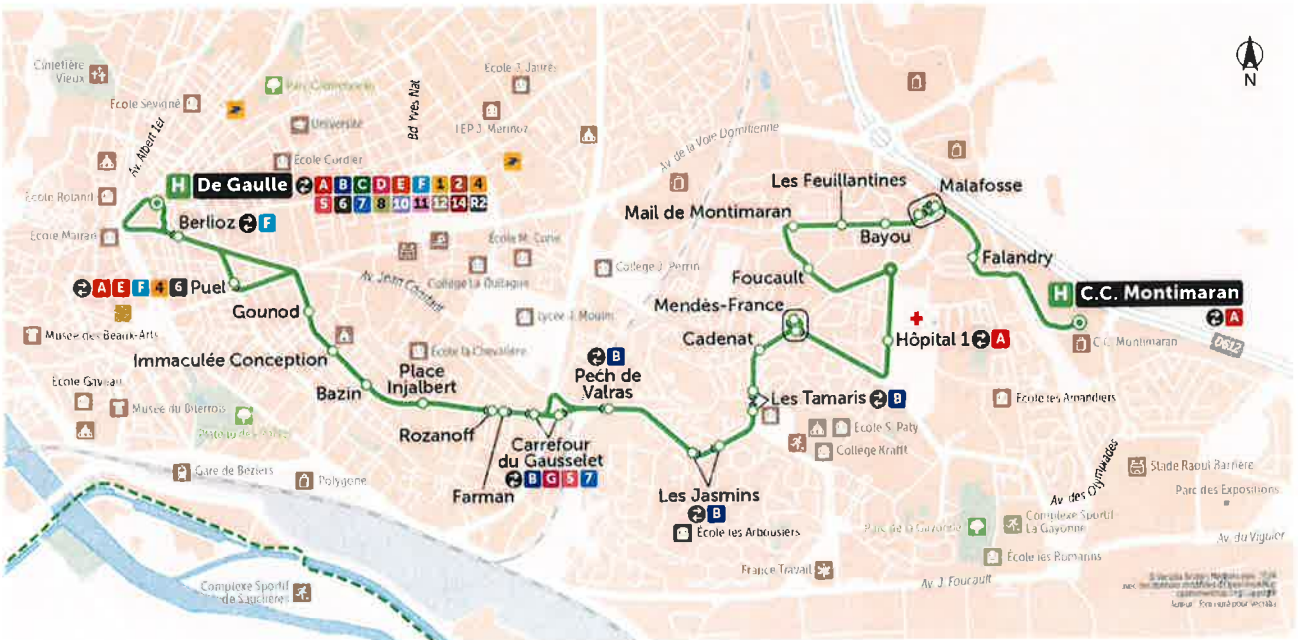 Cimetière
Vieux
École Sévigné
Av. Albert 1er
Université
Bd Yves Nat
École J. Jaurès
LEP J. Mermoz
École Cordier
Av. de la Voie Domitienne
N
École Roland
H De Gaulle A B C D E F 1 2 4
5 6 7 8 10 11 12 14 R2
École Mairan
Berlioz F
Les Feuillantines
Malafosse
Mail de Montimaran
Bayou
Falandry
École M. Curie
Collège J. Perrin
Av. Jean Constant
Collège La Dullague
Foucault
A E F 4 6 Puel
Gounod
Mendès-France
H C.C. Montimaran
A
Musée des Beaux-Arts
Lycée J. Moulin
Cadenat
Hôpital 1 A
C.C. Montimaran
D612
Immaculée Conception
École la Chevalière
Place
Injalbert
B
Pech de
Valras
École Gaveau
Bazin
Musée du Biterrois
Les Tamaris B
École les Amandiers
Plateau des Poètes
Rozanoff
Carrefour
du Gausselet
B G 5 7
École S. Paty
Collège Krafft
Farman
Gare de Béziers
Polygone
Les Jasmins
B
École les Arbousiers
Av. des Olympiades
Stade Raoul Barrière
Parc des Expositions
Parc de la Gayonne
Complexe Sportif
La Gayonne
Av. du Viguier
École les Romarins
France Travail
Av. J. Foucault
Complexe Sportif
de Sauclières